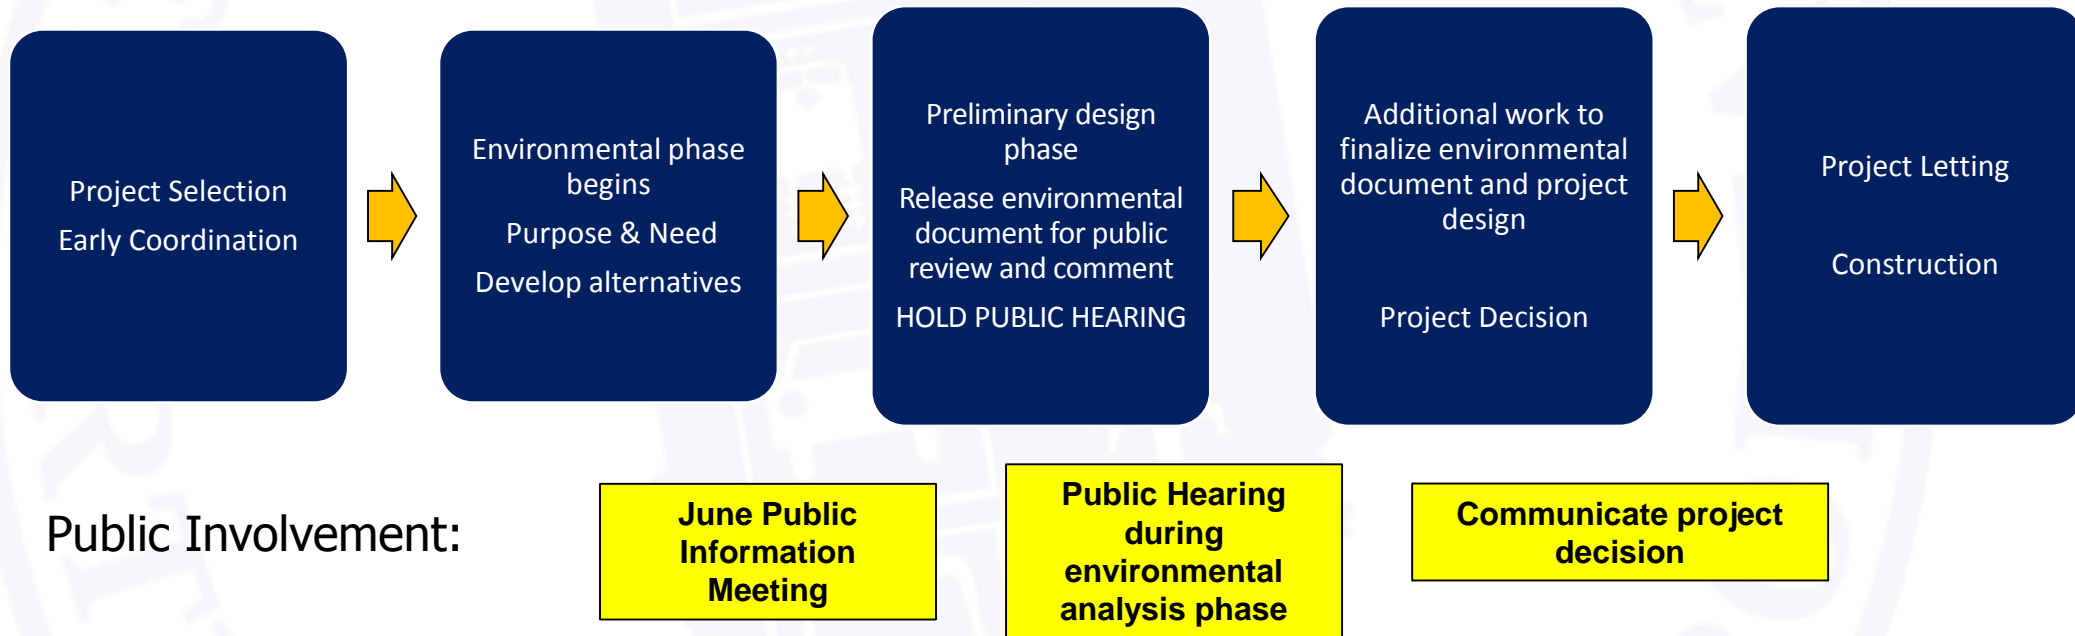 Project Selection
Early Coordination
Environmental phase
begins
Purpose & Need
Develop alternatives
Preliminary design
phase
Release environmental
document for public
review and comment
HOLD PUBLIC HEARING
Additional work to
finalize environmental
document and project
design
Project Decision
Project Letting
Construction
Public Involvement:
June Public
Information
Meeting
Public Hearing
during
environmental
analysis phase
Communicate project
decision